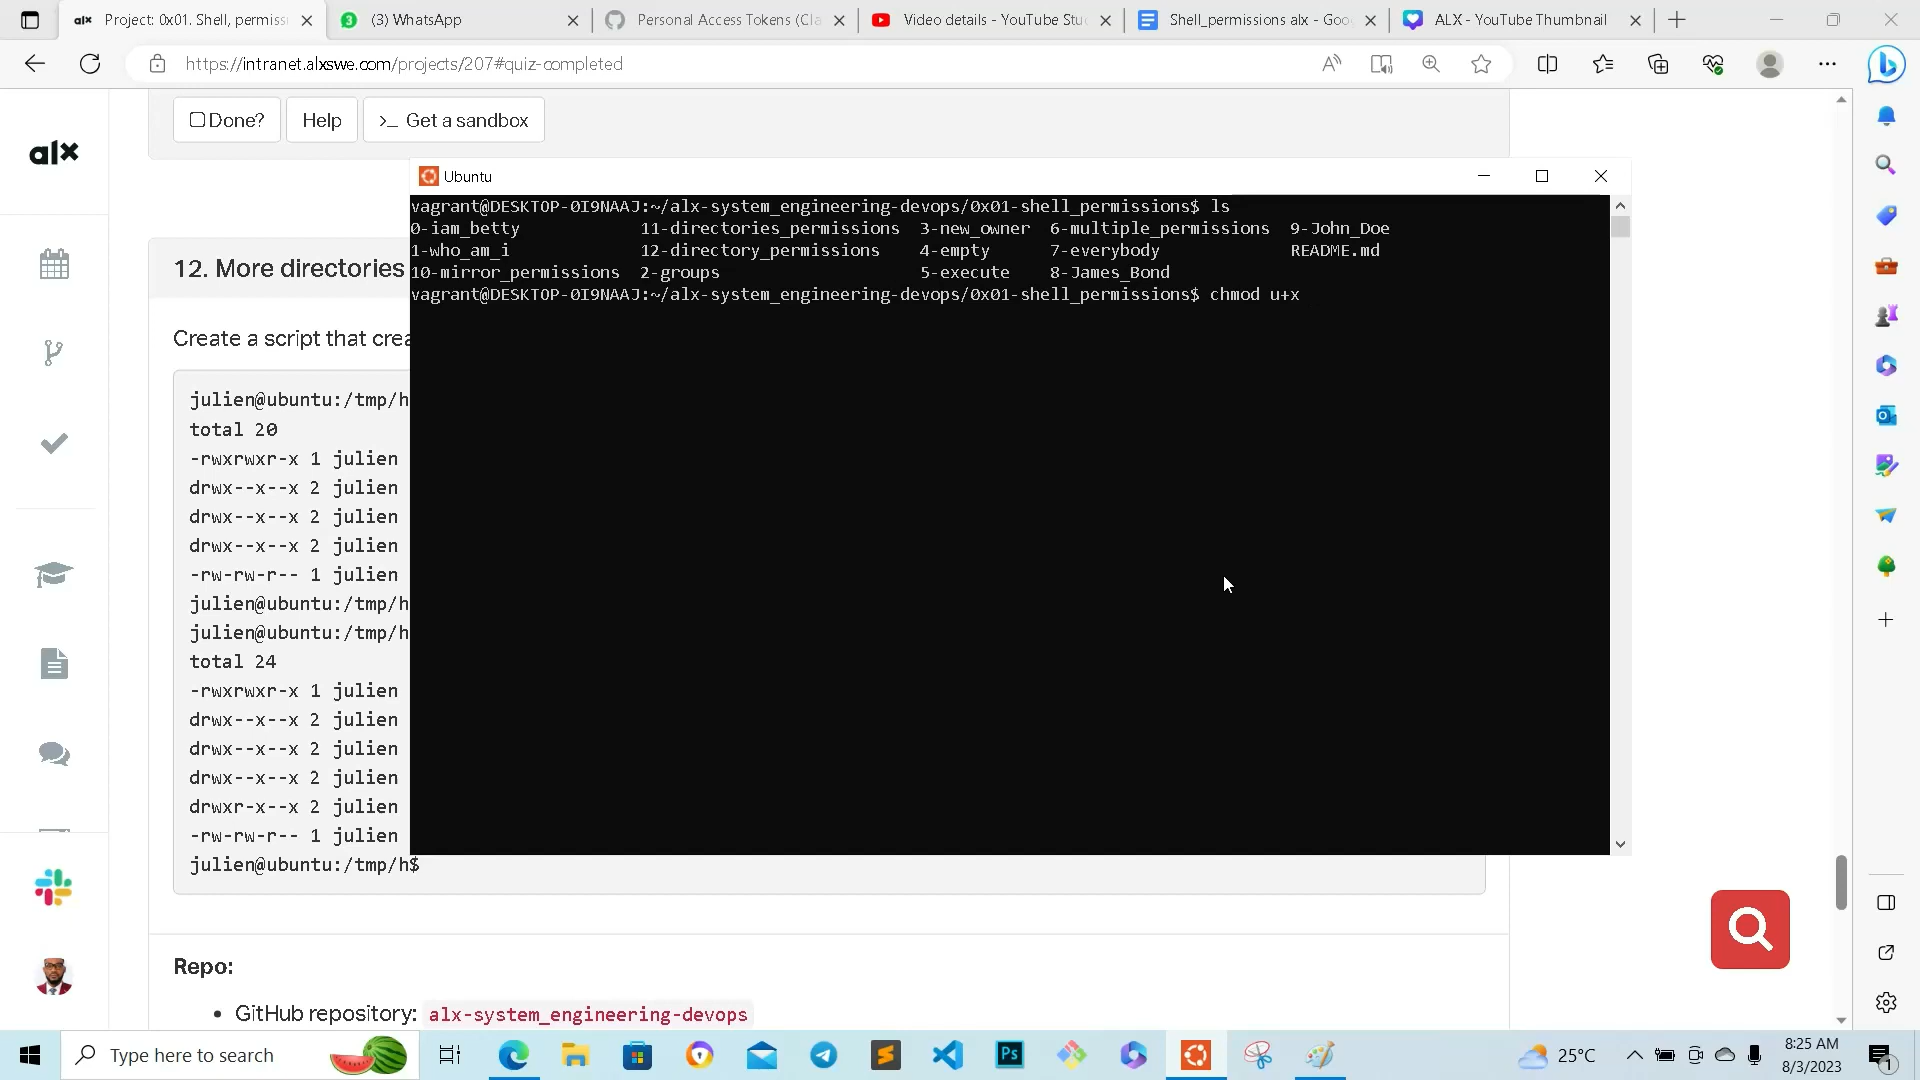 Project: 0x01. Shell, permiss
(3) WhatsApp
Personal Access Tokens (Cla
Video details - YouTube Stu
Shell_permissions alx - Goo
ALX - YouTube Thumbnail
https://intranet.alxswe.com/projects/207#quiz-completed
alx
Done?
Help
>_ Get a sandbox
Ubuntu
vagrant@DESKTOP-0I9NAAJ:~/alx-system_engineering-devops/0x01-shell_permissions$ ls
0-iam_betty 11-directories_permissions 3-new_owner 6-multiple_permissions 9-John_Doe
1-who_am_i 12-directory_permissions 4-empty 7-everybody README.md
10-mirror_permissions 2-groups 5-execute 8-James_Bond
vagrant@DESKTOP-0I9NAAJ:~/alx-system_engineering-devops/0x01-shell_permissions$ chmod u+x
12. More directories
Create a script that crea
julien@ubuntu:/tmp/h
total 20
-rwxrwxr-x 1 julien
drwx--x--x 2 julien
drwx--x--x 2 julien
drwx--x--x 2 julien
-rw-rw-r-- 1 julien
julien@ubuntu:/tmp/h
julien@ubuntu:/tmp/h
total 24
-rwxrwxr-x 1 julien
drwx--x--x 2 julien
drwx--x--x 2 julien
drwx--x--x 2 julien
drwxr-x--x 2 julien
-rw-rw-r-- 1 julien
julien@ubuntu:/tmp/h$
Repo:
• GitHub repository: alx-system_engineering-devops
Type here to search
25°C
8:25 AM
8/3/2023
1